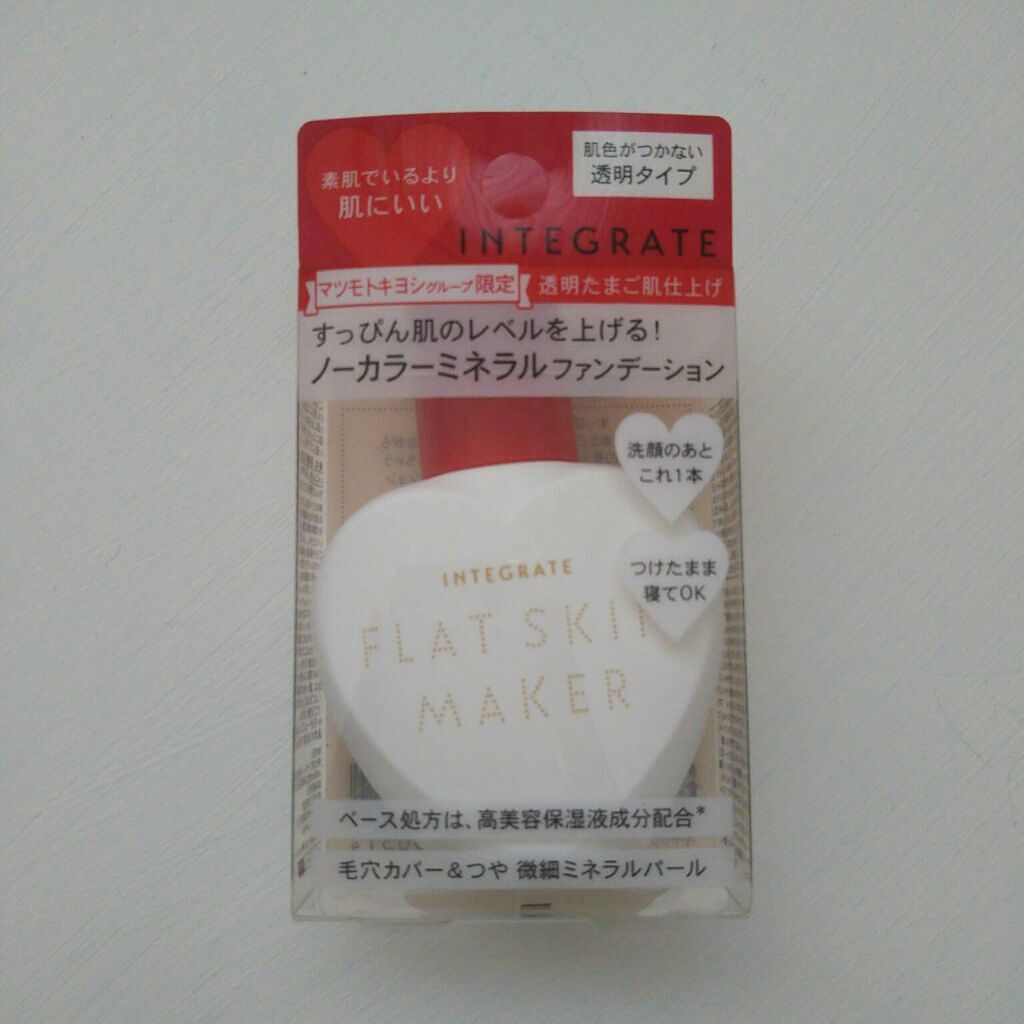 素肌でいるより
肌にいい
肌色がつかない
透明タイプ
INTEGRATE
マツモトキヨシグループ限定
透明たまご肌仕上げ
すっぴん肌のレベルを上げる!
ノーカラーミネラルファンデーション
洗顔のあと
これ1本
つけたまま
寝てOK
INTEGRATE
FLAT SKIN
MAKER
ベース処方は、高美容保湿液成分配合*
毛穴カバー&つや 微細ミネラルパール